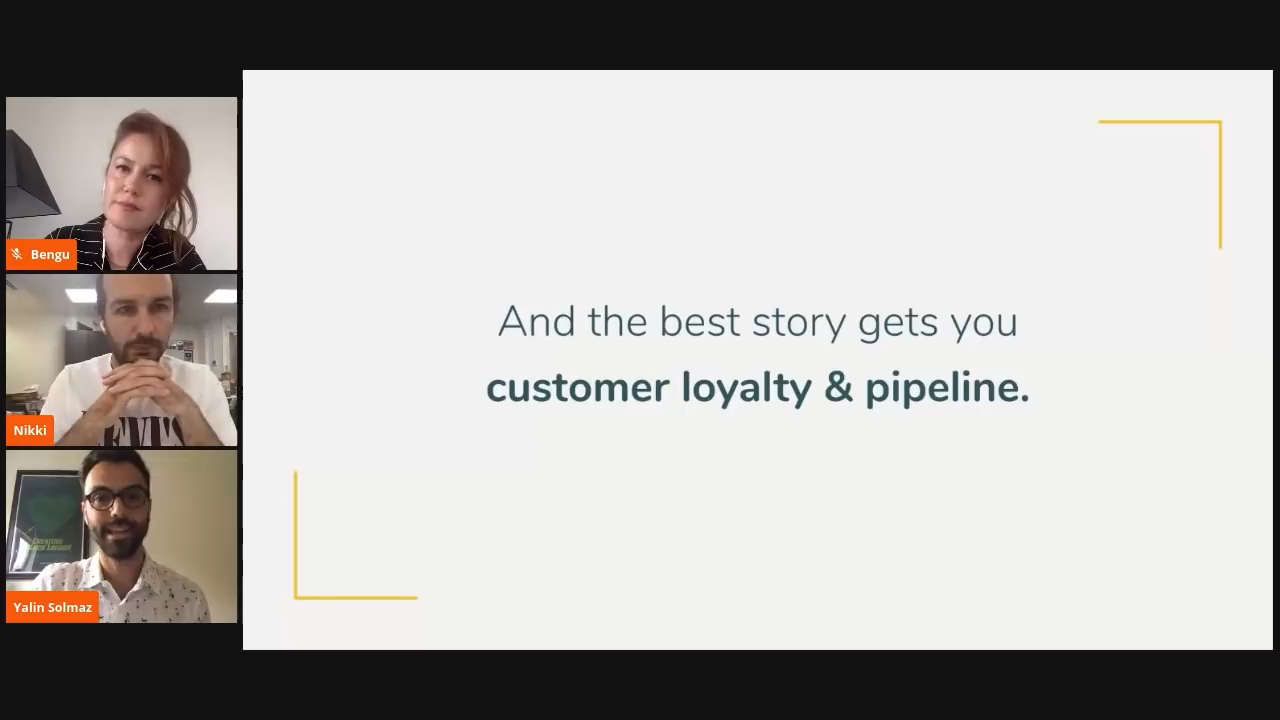 Bengu
Nikki
Yalin Solmaz
And the best story gets you
customer loyalty & pipeline.